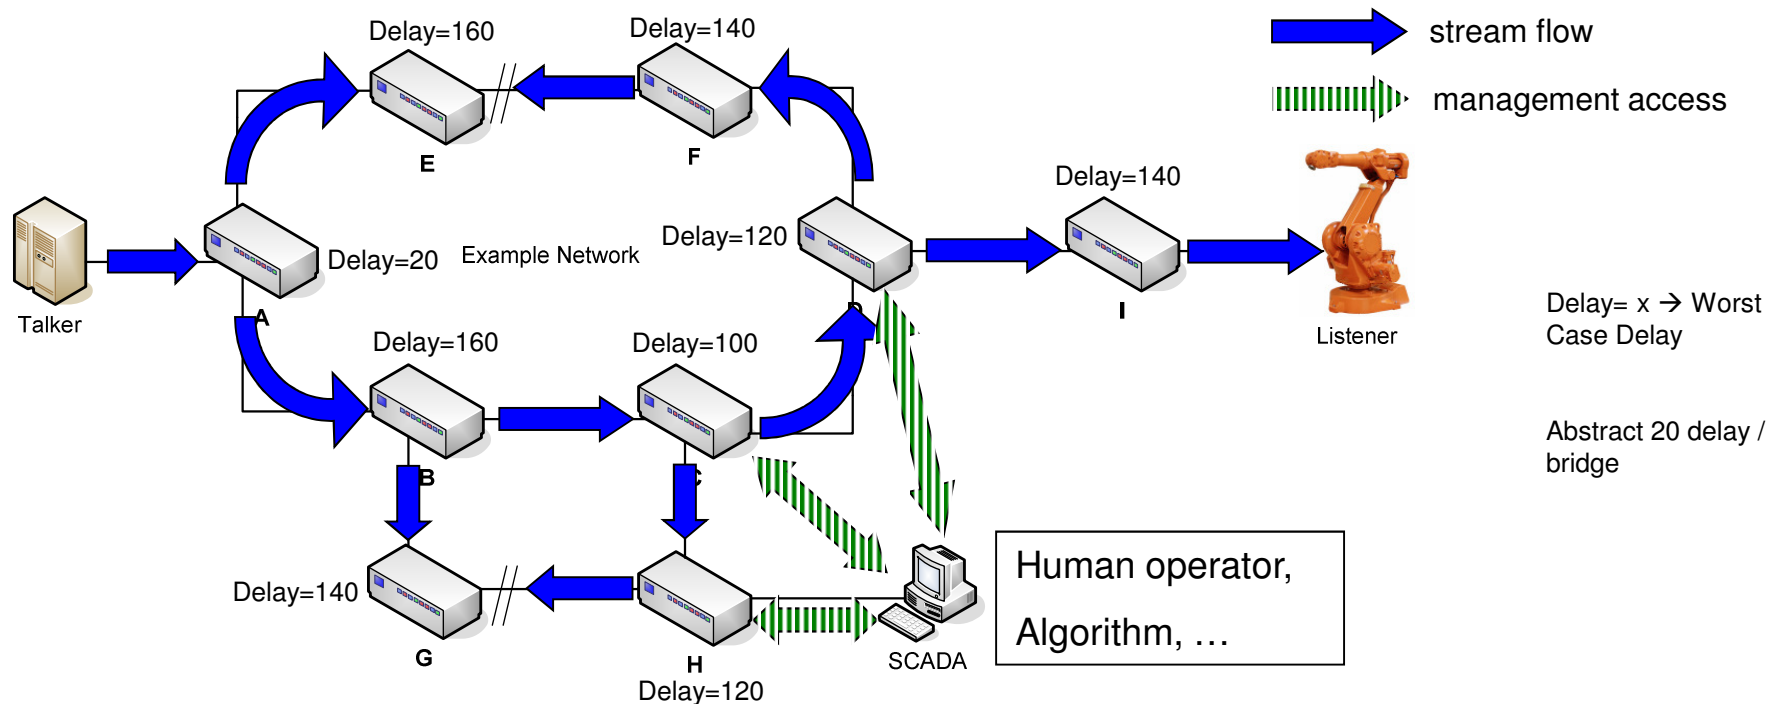 Delay=160
Delay=140
stream flow
management access
E
F
Delay=140
Delay=120
Delay=20
Example Network
Talker
A
D
I
Listener
Delay= x → Worst
Case Delay
Delay=160
Delay=100
Abstract 20 delay /
bridge
B
C
Delay=140
G
H
Delay=120
SCADA
Human operator,
Algorithm, …